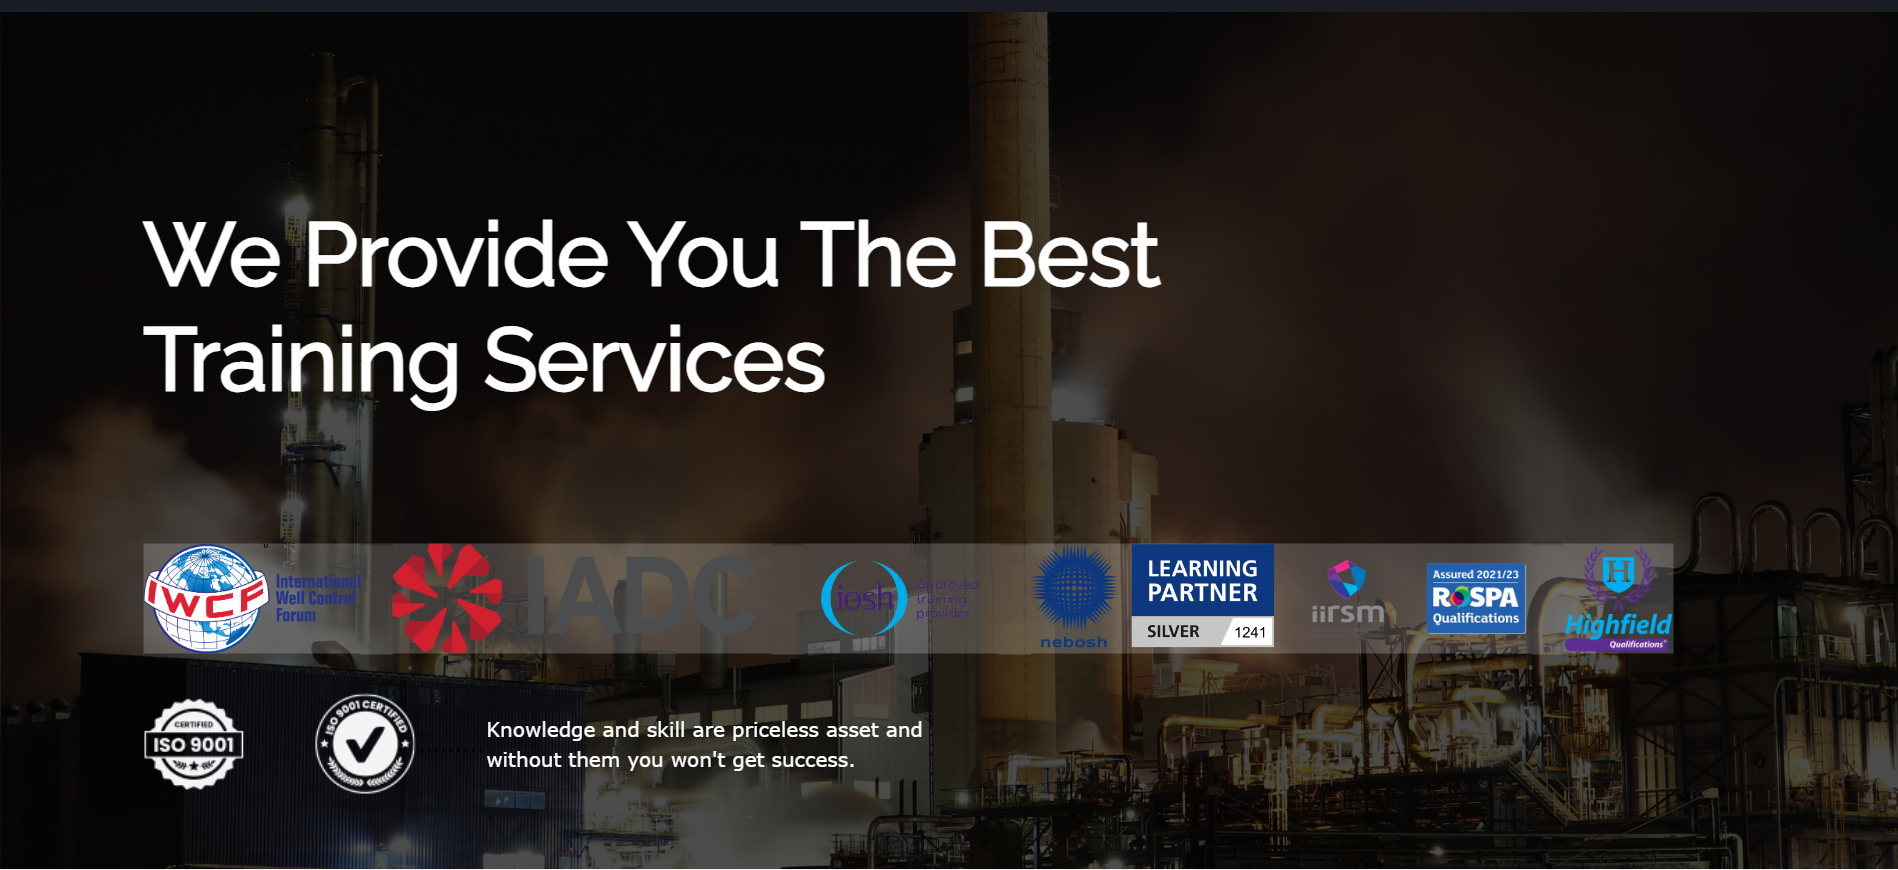 We Provide You The Best
Training Services
IWCF
International
Well Control
Forum
IADC
iosh
Approved
training
provider
nebosh
LEARNING
PARTNER
SILVER 1241
iirsm
Assured 2021/23
RoSPA
Qualifications
H
Highfield
Qualifications
CERTIFIED
ISO 9001
ISO 9001 CERTIFIED
Knowledge and skill are priceless asset and
without them you won't get success.